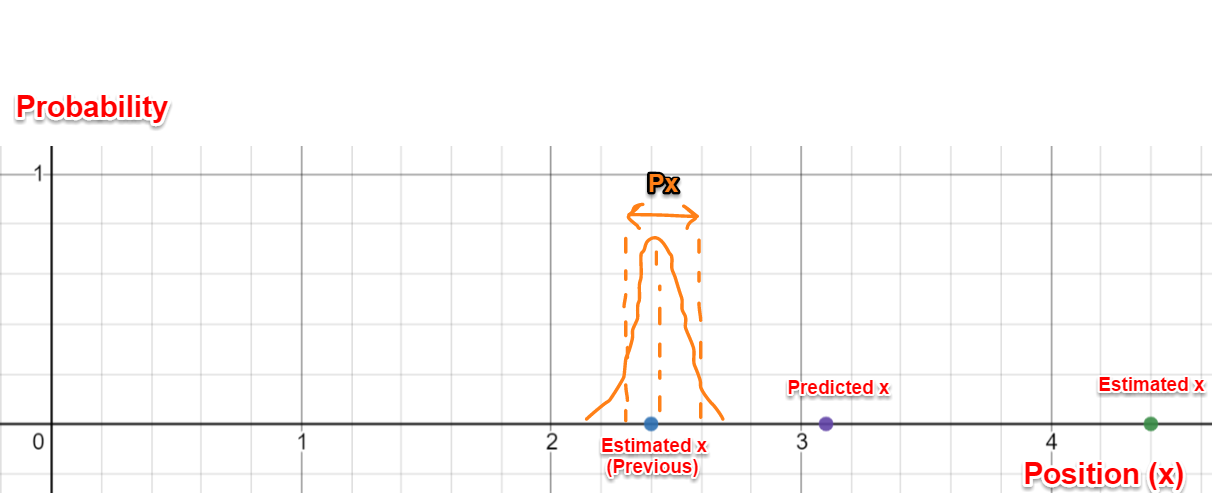 Probability
1
Px
Predicted x
Estimated x
0
1
2
3
4
Estimated x
(Previous)
Position (x)